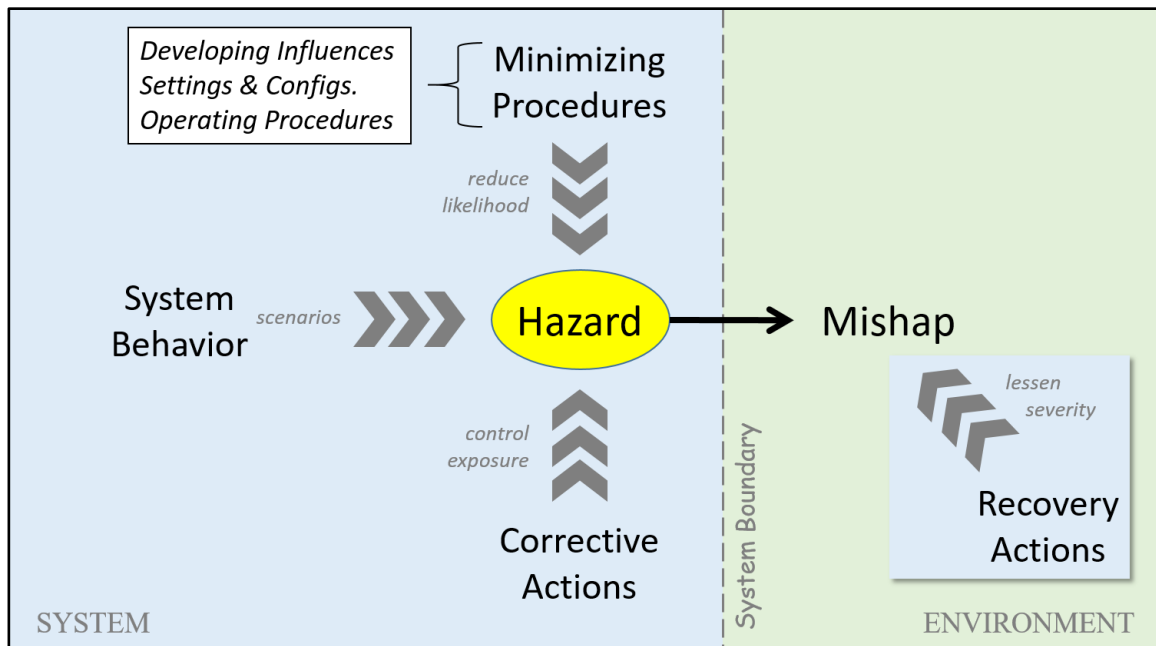 Developing Influences
Settings & Configs.
Operating Procedures
Minimizing
Procedures
reduce
likelihood
System
Behavior
scenarios
Hazard
Mishap
control
exposure
Corrective
Actions
System Boundary
lessen
severity
Recovery
Actions
SYSTEM
ENVIRONMENT